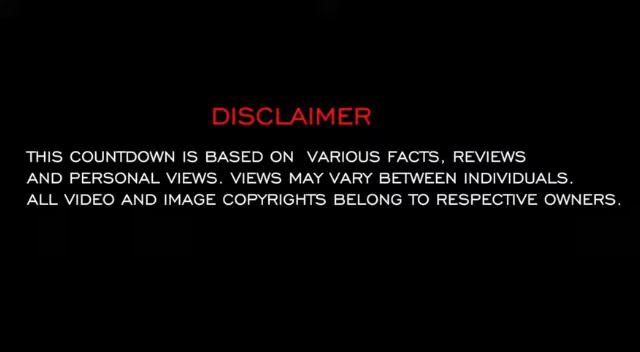 DISCLAIMER
THIS COUNTDOWN IS BASED ON  VARIOUS FACTS, REVIEWS
AND PERSONAL VIEWS. VIEWS MAY VARY BETWEEN INDIVIDUALS.
ALL VIDEO AND IMAGE COPYRIGHTS BELONG TO RESPECTIVE OWNERS.